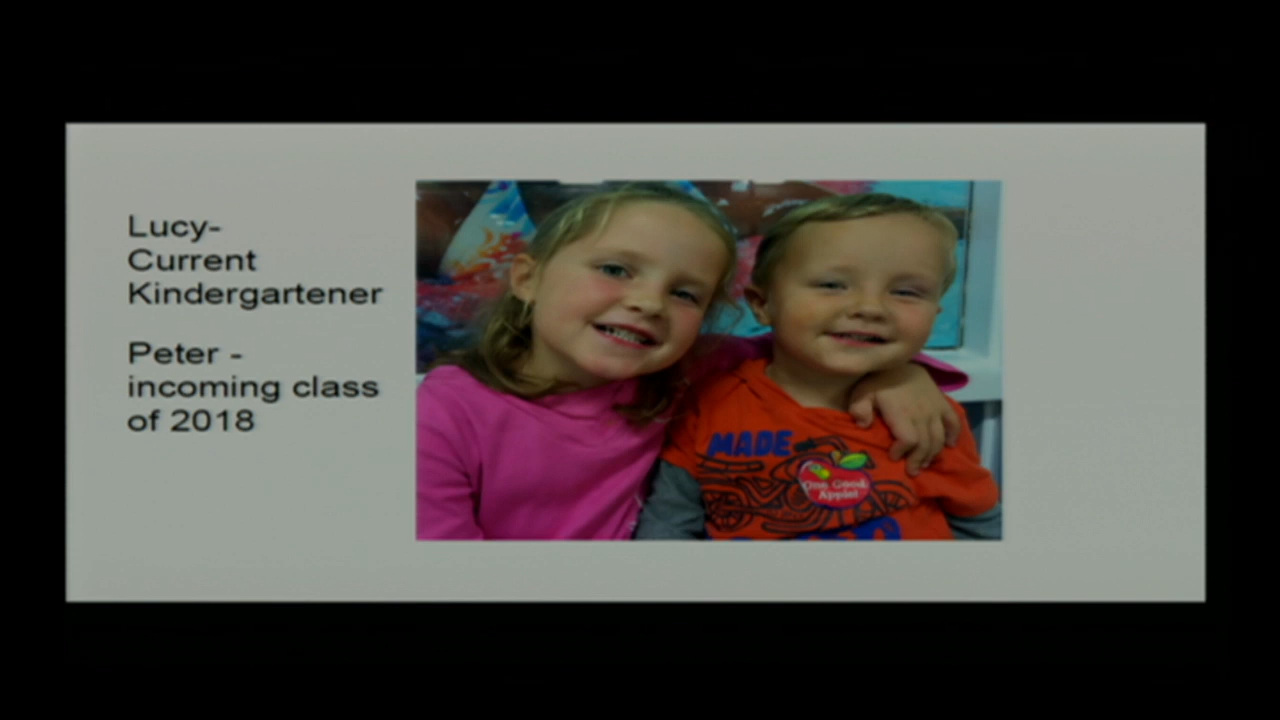 Lucy-
Current
Kindergartener
Peter -
incoming class
of 2018
MADE
One Good
Apple!